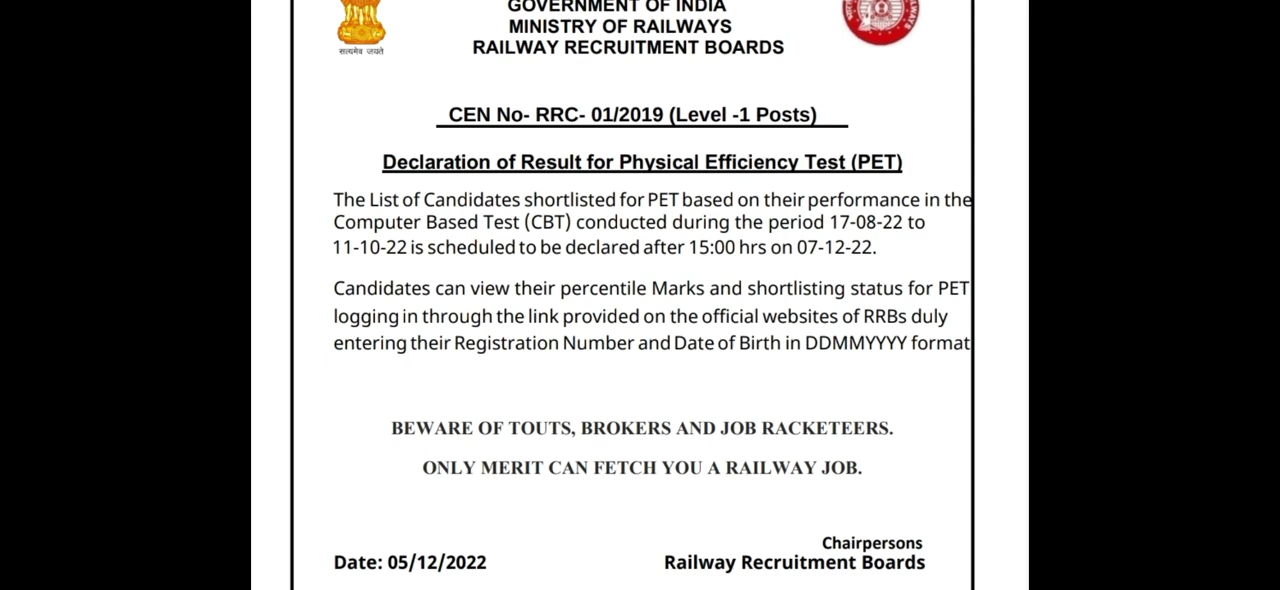 GOVERNMENT OF INDIA
MINISTRY OF RAILWAYS
RAILWAY RECRUITMENT BOARDS
सत्यमेव जयते
CEN No- RRC- 01/2019 (Level -1 Posts)
Declaration of Result for Physical Efficiency Test (PET)
The List of Candidates shortlisted for PET based on their performance in the
Computer Based Test (CBT) conducted during the period 17-08-22 to
11-10-22 is scheduled to be declared after 15:00 hrs on 07-12-22.
Candidates can view their percentile Marks and shortlisting status for PET
logging in through the link provided on the official websites of RRBs duly
entering their Registration Number and Date of Birth in DDMMYYYY format
BEWARE OF TOUTS, BROKERS AND JOB RACKETEERS.
ONLY MERIT CAN FETCH YOU A RAILWAY JOB.
Chairpersons
Date: 05/12/2022 Railway Recruitment Boards